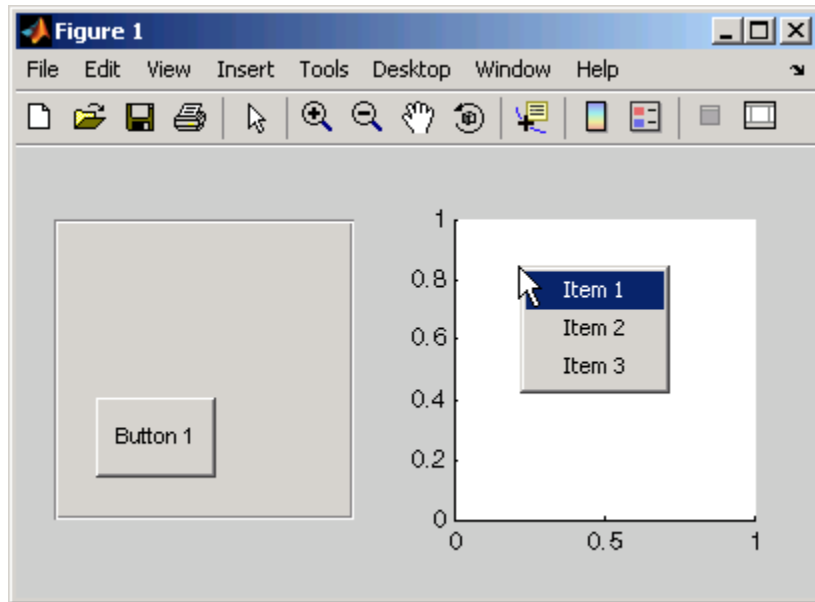 Figure 1
File Edit View Insert Tools Desktop Window Help
Button 1
1
0.8
0.6
0.4
0.2
0
Item 1
Item 2
Item 3
0 0.5 1